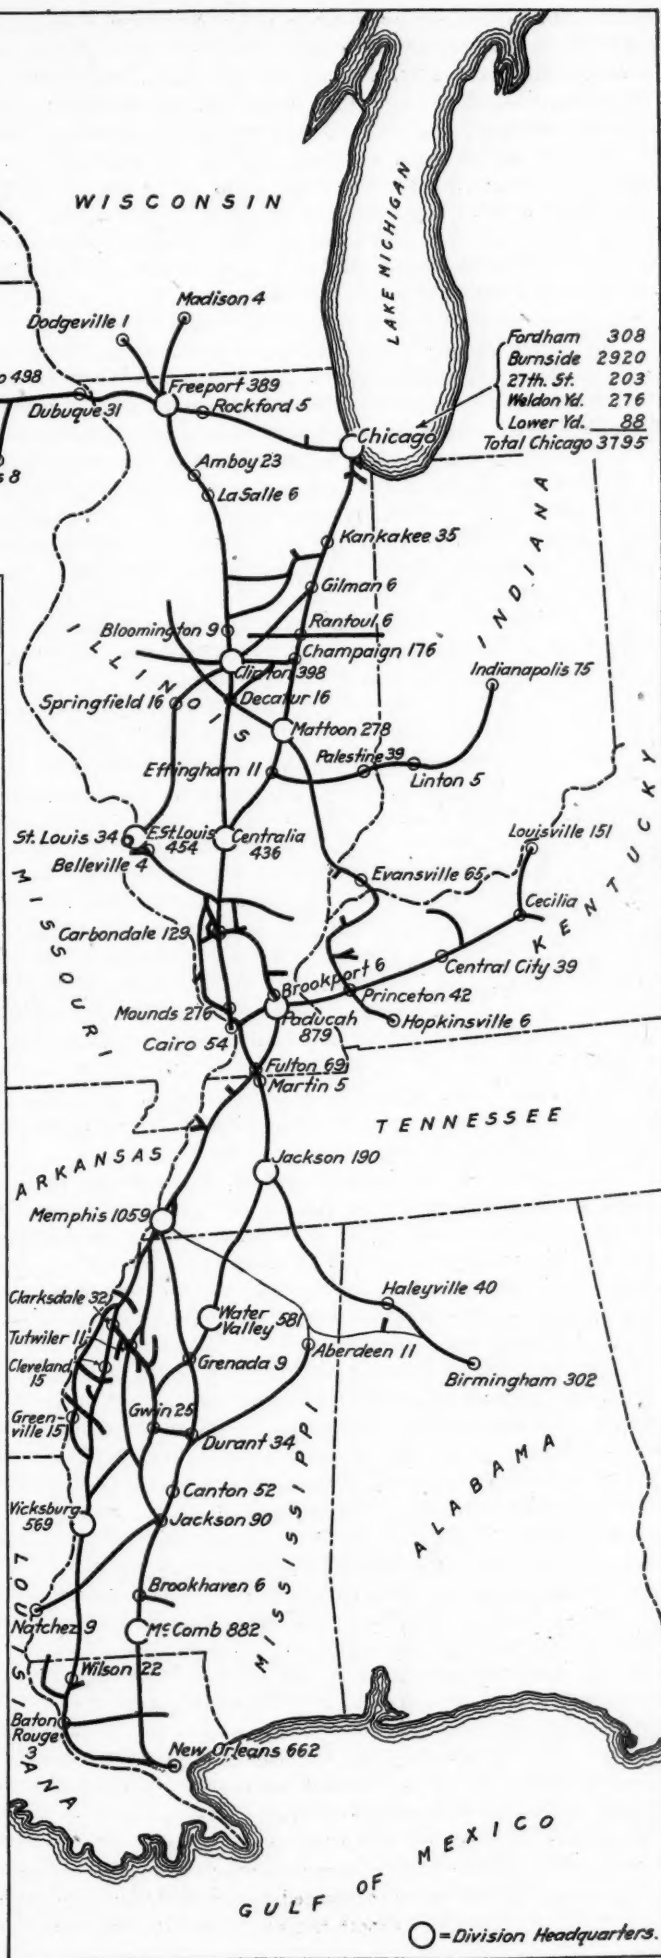 WISCONSIN
LAKE MICHIGAN
Madison 4
Dodgeville 1
Fordham 308
Burnside 2920
27th. St. 203
Weldon Yd. 276
Lower Yd. 88
Total Chicago 3795
498
Freeport 389
Dubuque 31
Rockford 5
Chicago
8
Amboy 23
LaSalle 6
INDIANA
Kankakee 35
Gilman 6
ILLINOIS
Bloomington 9
Rantoul 6
Clinton 398
Champaign 176
Indianapolis 75
Springfield 16
Decatur 16
Mattoon 278
Effingham 11
Palestine 39
Linton 5
KENTUCKY
St. Louis 34
E.St.Louis
454
Centralia
436
Louisville 151
Belleville 4
MISSOURI
Evansville 65
Cecilia
Carbondale 129
Central City 39
Brookport 6
Princeton 42
Mounds 276
Paducah
879
Hopkinsville 6
Cairo 54
Fulton 69
Martin 5
TENNESSEE
ARKANSAS
Jackson 190
Memphis 1059
Clarksdale 32
Haleyville 40
Water
Valley 581
Tutwiler 11
Aberdeen 11
Cleveland
15
Grenada 9
Birmingham 302
Green-
ville 15
Gwin 25
Durant 34
MISSISSIPPI
ALABAMA
Canton 52
Vicksburg
569
Jackson 90
LOUISIANA
Brookhaven 6
Natchez 9
McComb 882
Wilson 22
Baton
Rouge
3
New Orleans 662
GULF OF MEXICO
= Division Headquarters.